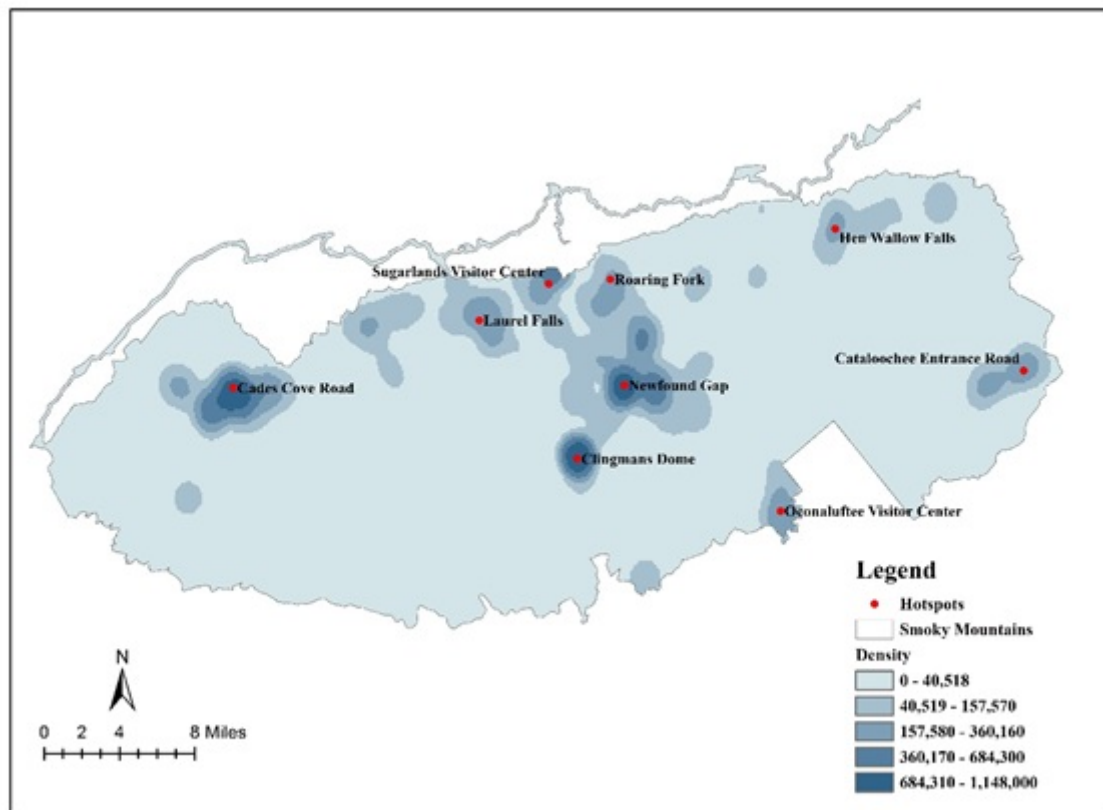 Hen Wallow Falls
Sugarlands Visitor Center
Roaring Fork
Laurel Falls
Cataloochee Entrance Road
Cades Cove Road
Newfound Gap
Clingmans Dome
Oconaluftee Visitor Center
Legend
Hotspots
Smoky Mountains
Density
0 - 40,518
40,519 - 157,570
157,580 - 360,160
360,170 - 684,300
684,310 - 1,148,000
N
0 2 4 8 Miles